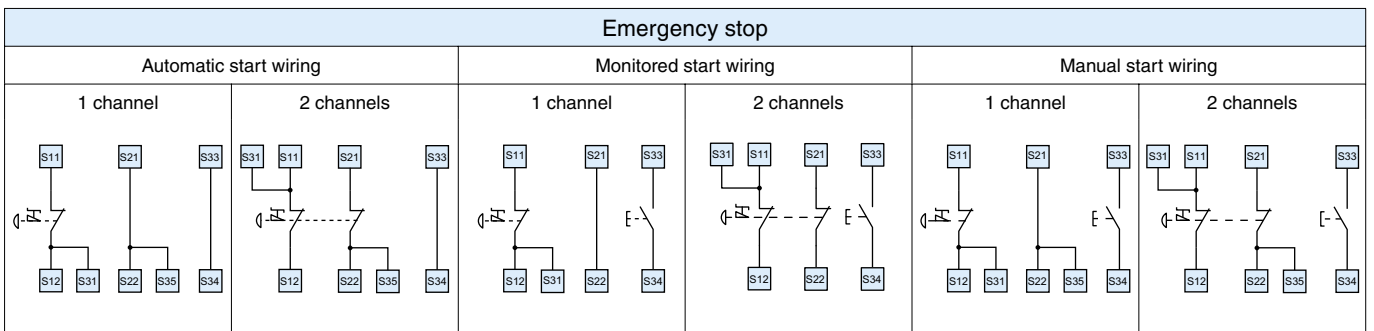 Emergency stop
Automatic start wiring Monitored start wiring Manual start wiring
1 channel 2 channels 1 channel 2 channels 1 channel 2 channels
S11 S21 S33 S31 S11 S21 S33 S11 S21 S33 S31 S11 S21 S33 S11 S21 S33 S31 S11 S21 S33
S12 S31 S22 S35 S34 S12 S22 S35 S34 S12 S31 S22 S34 S12 S22 S34 S12 S31 S22 S35 S34 S12 S22 S35 S34